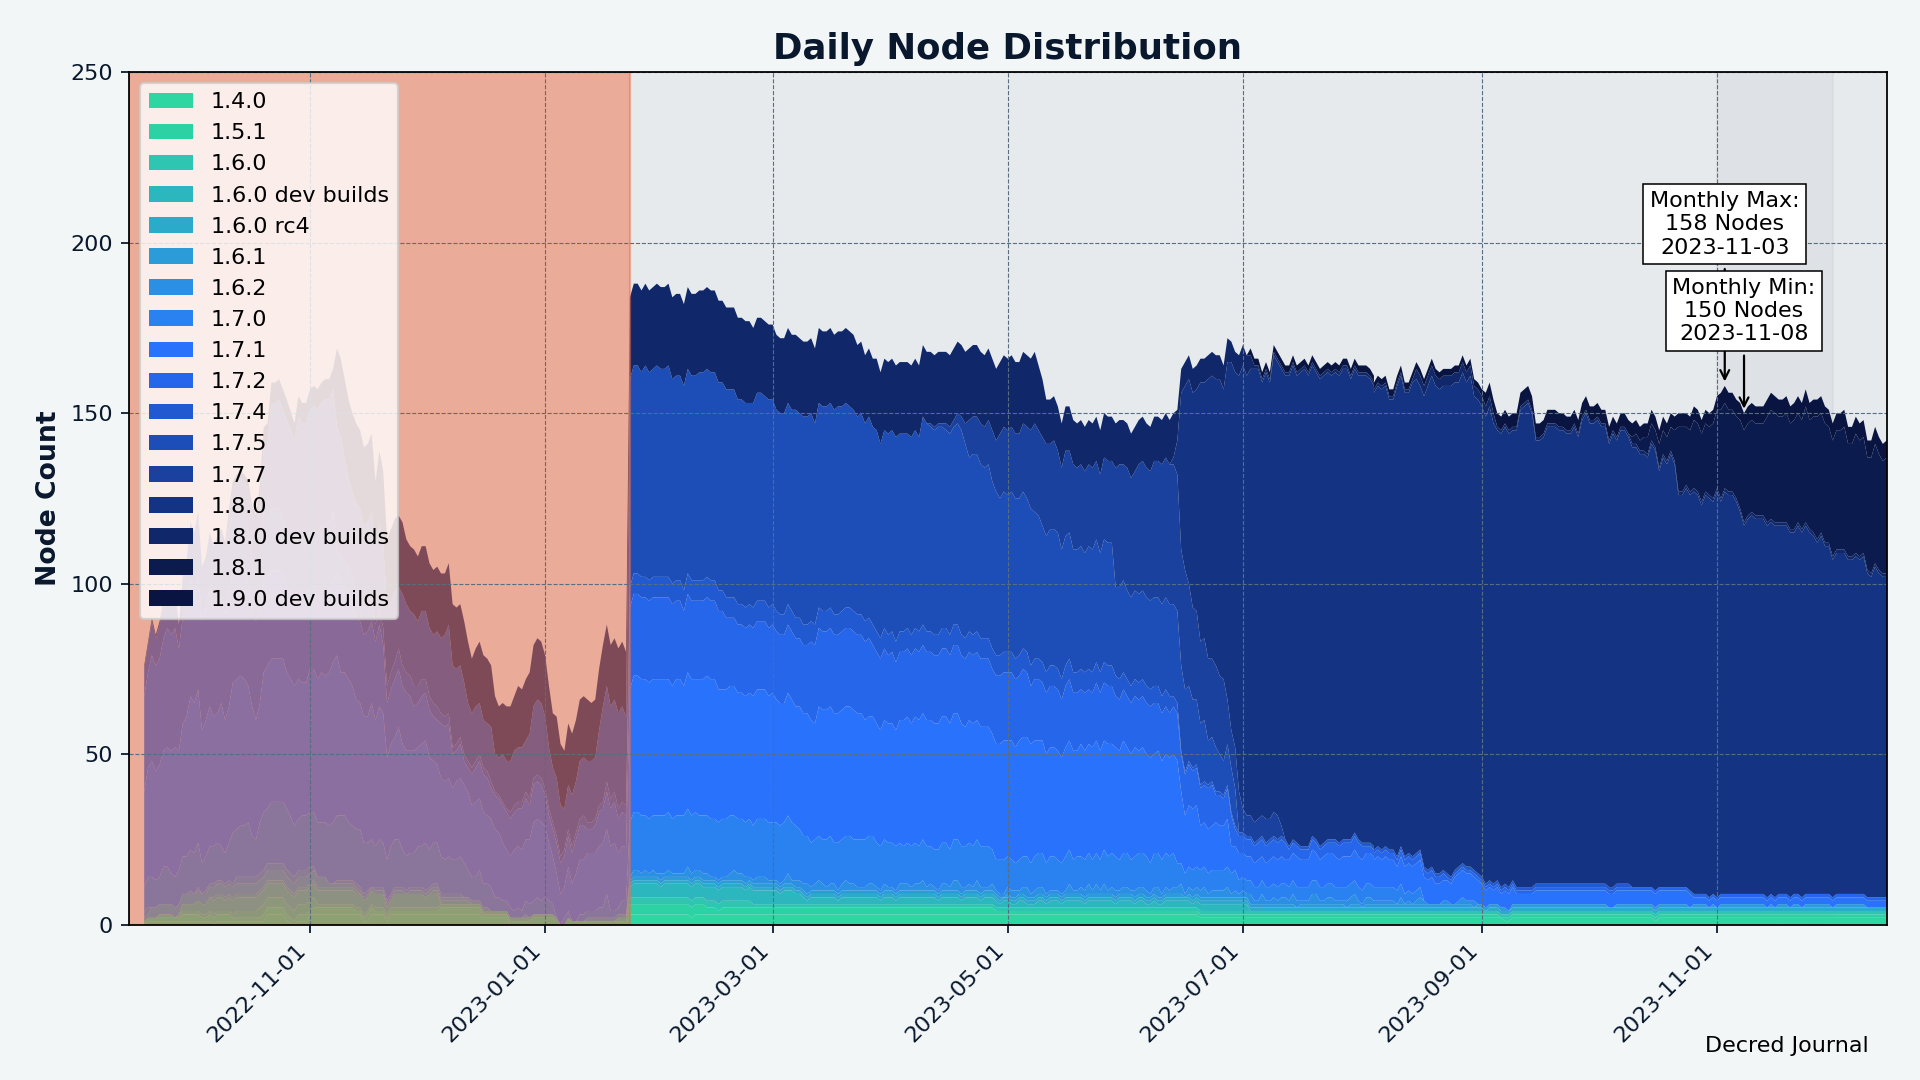 Daily Node Distribution
Node Count
250
200
150
100
50
0
1.4.0
1.5.1
1.6.0
1.6.0 dev builds
1.6.0 rc4
1.6.1
1.6.2
1.7.0
1.7.1
1.7.2
1.7.4
1.7.5
1.7.7
1.8.0
1.8.0 dev builds
1.8.1
1.9.0 dev builds
Monthly Max:
158 Nodes
2023-11-03
Monthly Min:
150 Nodes
2023-11-08
2022-11-01
2023-01-01
2023-03-01
2023-05-01
2023-07-01
2023-09-01
2023-11-01
Decred Journal